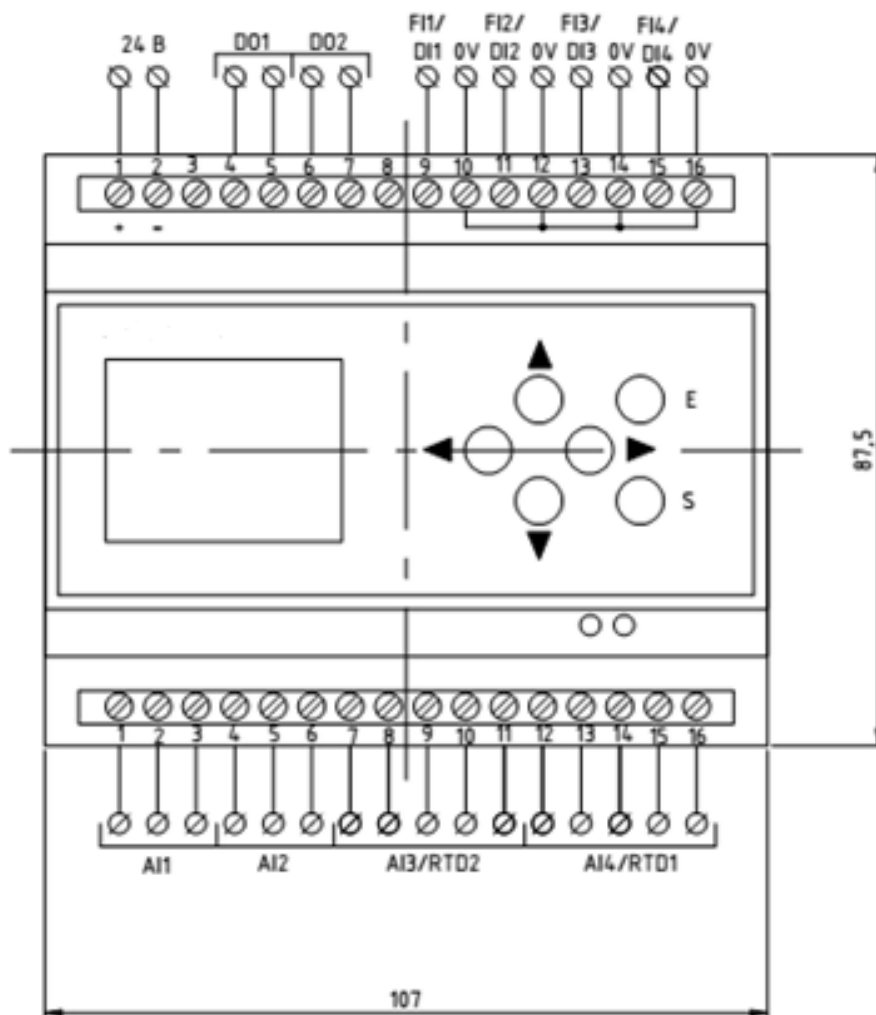 FI1/ FI2/ FI3/ FI4/
24 В DO1 DO2 DI1 0V DI2 0V DI3 0V DI4 0V
1 2 3 4 5 6 7 8 9 10 11 12 13 14 15 16
+ -
E
S
87,5
1 2 3 4 5 6 7 8 9 10 11 12 13 14 15 16
AI1 AI2 AI3/RTD2 AI4/RTD1
107